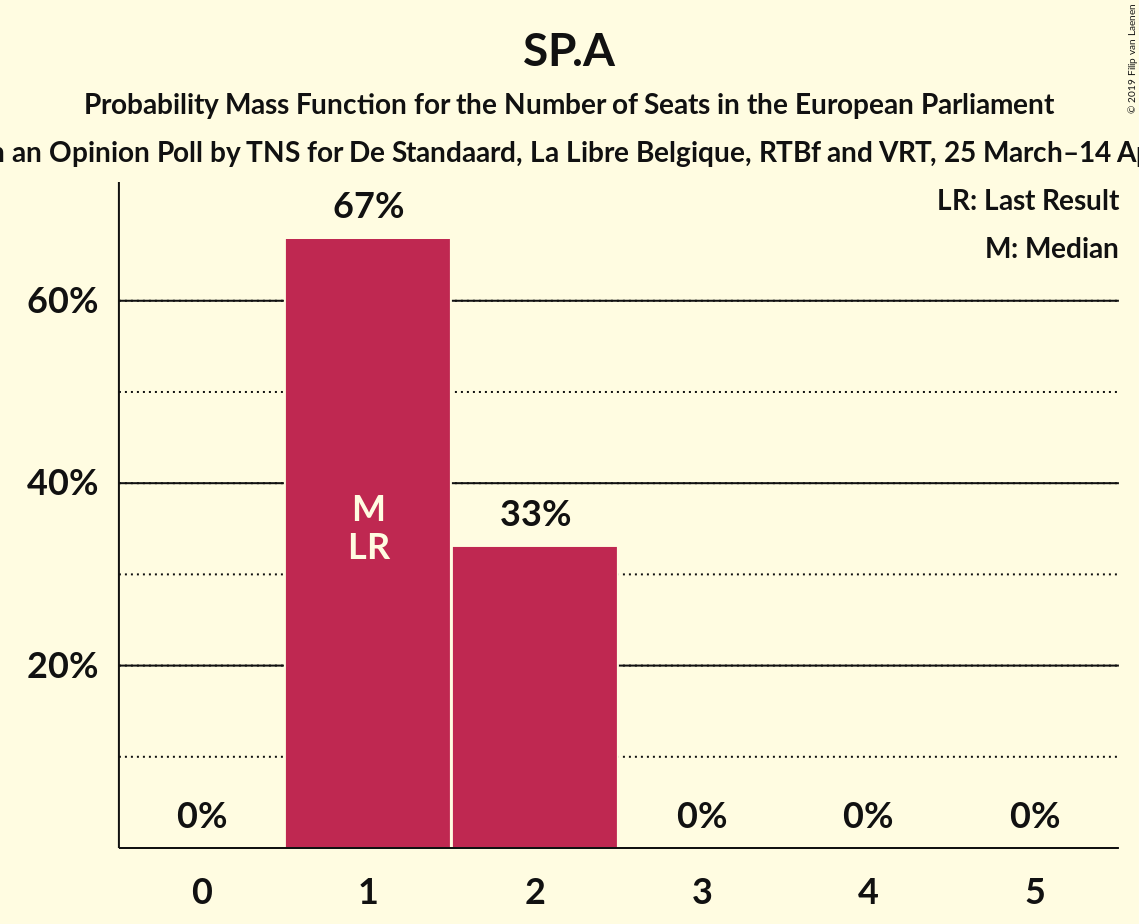 SP.A
Probability Mass Function for the Number of Seats in the European Parliament
an Opinion Poll by TNS for De Standaard, La Libre Belgique, RTBf and VRT, 25 March–14
© 2019 Filip van Laenen
LR: Last Result
M: Median
67%
60%
40%
M
LR
33%
20%
0%
0%
0%
0%
0
1
2
3
4
5